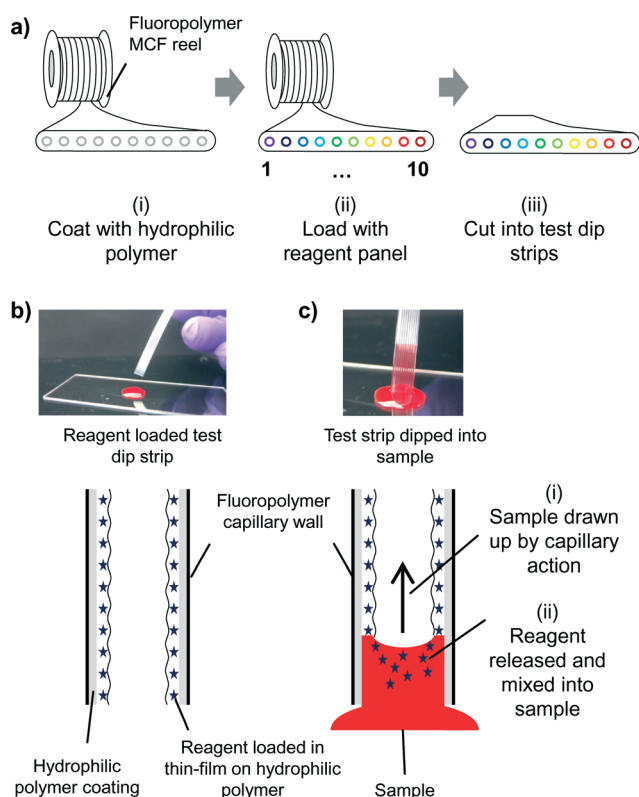 a)
Fluoropolymer
MCF reel
1
...
10
(i)
Coat with hydrophilic
polymer
(ii)
Load with
reagent panel
(iii)
Cut into test dip
strips
b)
Reagent loaded test
dip strip
c)
Test strip dipped into
sample
Fluoropolymer
capillary wall
(i)
Sample drawn
up by capillary
action
(ii)
Reagent
released and
mixed into
sample
Hydrophilic
polymer coating
Reagent loaded in
thin-film on hydrophilic
polymer
Sample